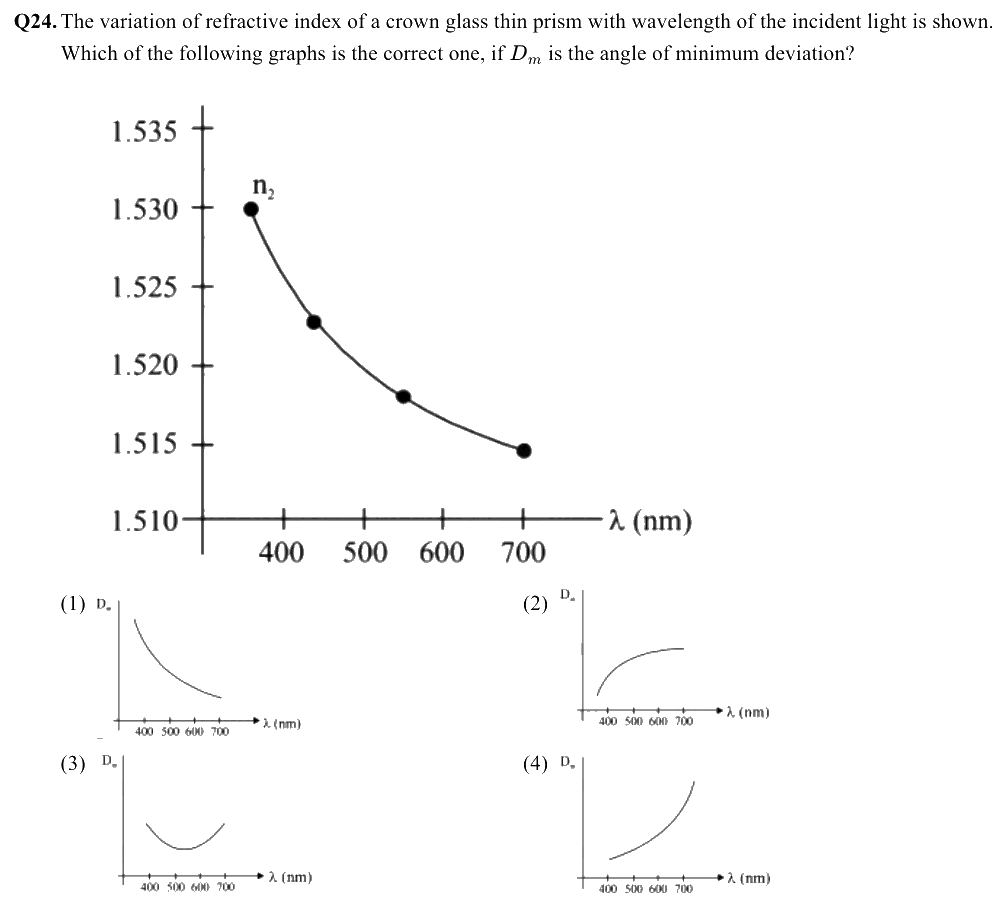 Q24. The variation of refractive index of a crown glass thin prism with wavelength of the incident light is shown.
Which of the following graphs is the correct one, if Dₘ is the angle of minimum deviation?
1.535
n₂
1.530
1.525
1.520
1.515
1.510
λ (nm)
400 500 600 700
(1) Dₘ
λ (nm)
400 500 600 700
(2) Dₘ
λ (nm)
400 500 600 700
(3) Dₘ
λ (nm)
400 500 600 700
(4) Dₘ
λ (nm)
400 500 600 700